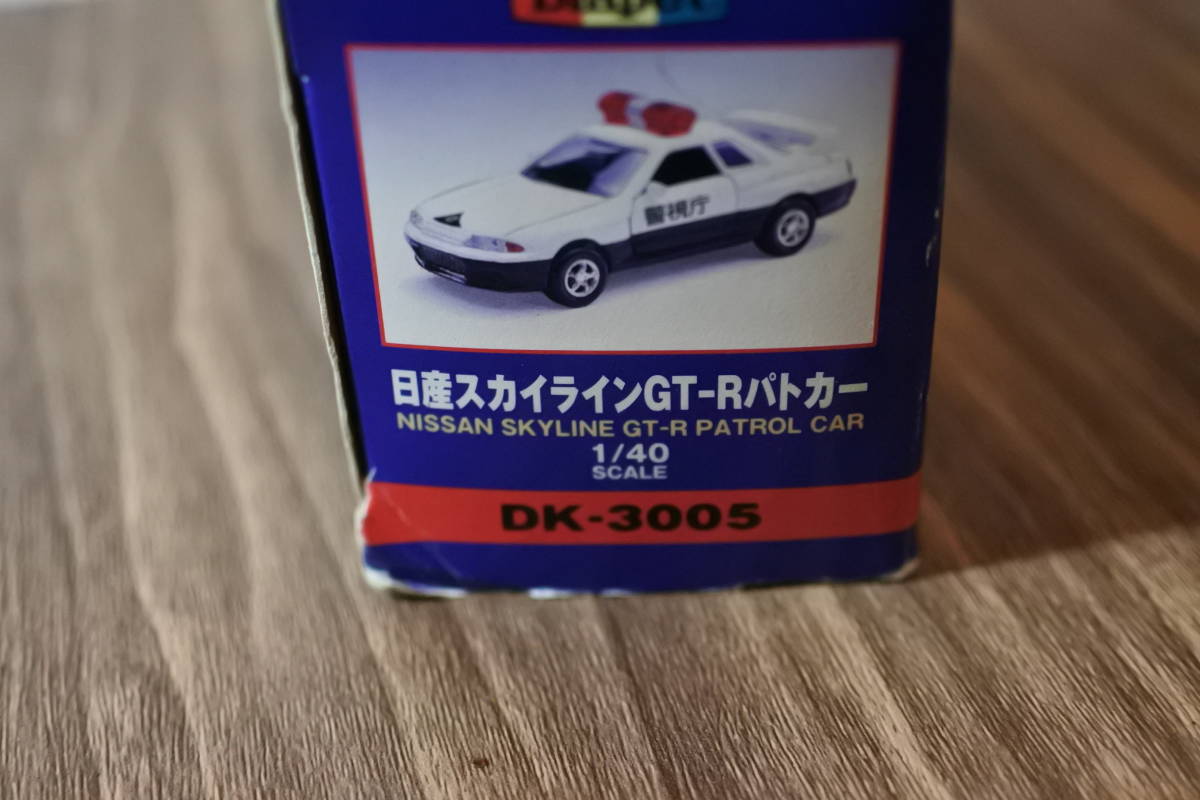 警視庁
日産スカイラインGT-Rパトカー
NISSAN SKYLINE GT-R PATROL CAR
1/40
SCALE
DK-3005